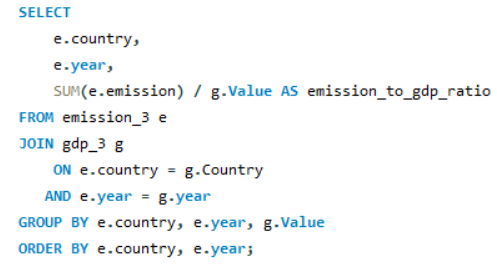 SELECT
    e.country,
    e.year,
    SUM(e.emission) / g.Value AS emission_to_gdp_ratio
FROM emission_3 e
JOIN gdp_3 g
    ON e.country = g.Country
   AND e.year = g.year
GROUP BY e.country, e.year, g.Value
ORDER BY e.country, e.year;